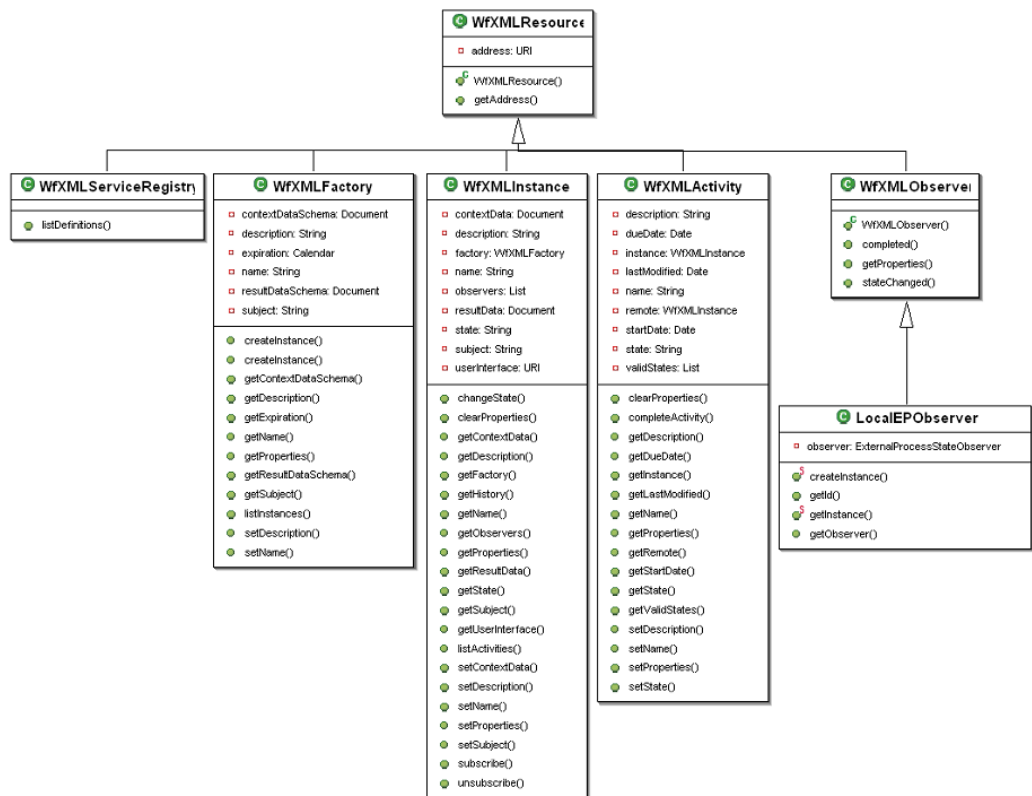 WfXMLResource
address: URI
WfXMLResource()
getAddress()
WfXMLServiceRegistry
listDefinitions()
WfXMLFactory
contextDataSchema: Document
description: String
expiration: Calendar
name: String
resultDataSchema: Document
subject: String
createInstance()
createInstance()
getContextDataSchema()
getDescription()
getExpiration()
getName()
getProperties()
getResultDataSchema()
getSubject()
listInstances()
setDescription()
setName()
WfXMLInstance
contextData: Document
description: String
factory: WfXMLFactory
name: String
observers: List
resultData: Document
state: String
subject: String
userInterface: URI
changeState()
clearProperties()
getContextData()
getDescription()
getFactory()
getHistory()
getName()
getObservers()
getProperties()
getResultData()
getState()
getSubject()
getUserInterface()
listActivities()
setContextData()
setDescription()
setName()
setProperties()
setSubject()
subscribe()
unsubscribe()
WfXMLActivity
description: String
dueDate: Date
instance: WfXMLInstance
lastModified: Date
name: String
remote: WfXMLInstance
startDate: Date
state: String
validStates: List
clearProperties()
completeActivity()
getDescription()
getDueDate()
getInstance()
getLastModified()
getName()
getProperties()
getRemote()
getStartDate()
getState()
getValidStates()
setDescription()
setName()
setProperties()
setState()
WfXMLObserver
WfXMLObserver()
completed()
getProperties()
stateChanged()
LocalEPObserver
observer: ExternalProcessStateObserver
createInstance()
getId()
getInstance()
getObserver()